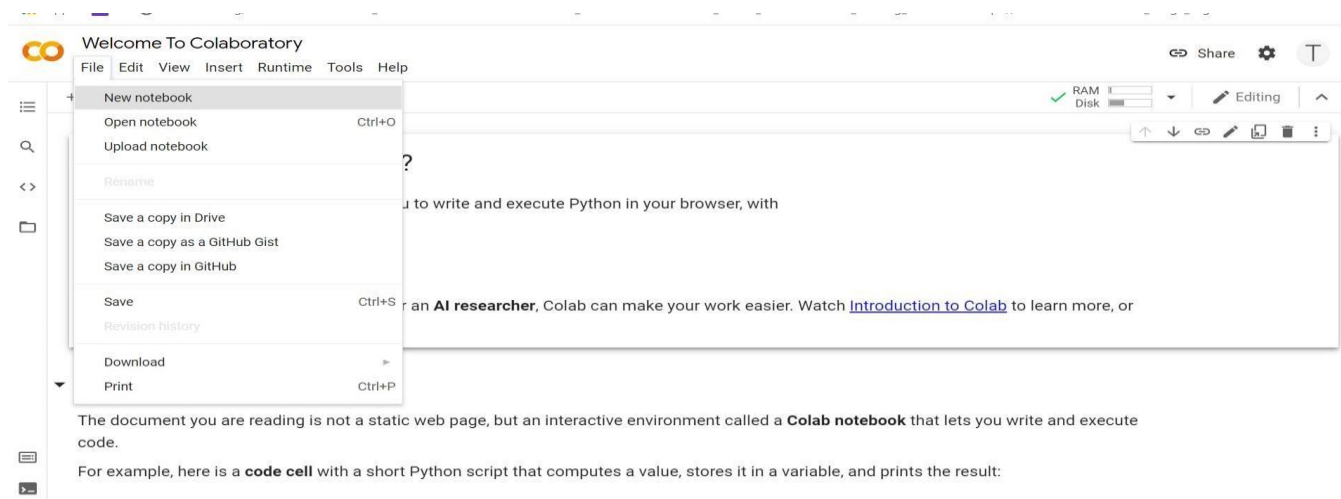 Welcome To Colaboratory
Share
T
File Edit View Insert Runtime Tools Help
New notebook
RAM
Disk
Editing
Open notebook Ctrl+O
Upload notebook
?
Rename
to write and execute Python in your browser, with
Save a copy in Drive
Save a copy as a GitHub Gist
Save a copy in GitHub
Save Ctrl+S
an AI researcher, Colab can make your work easier. Watch Introduction to Colab to learn more, or
Revision history
Download
Print Ctrl+P
The document you are reading is not a static web page, but an interactive environment called a Colab notebook that lets you write and execute
code.
For example, here is a code cell with a short Python script that computes a value, stores it in a variable, and prints the result: